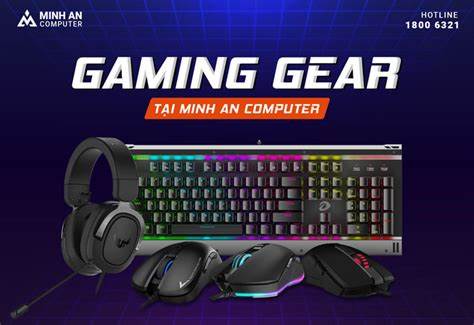 MINH AN
COMPUTER
HOTLINE
1800 6321
GAMING GEAR
TẠI MINH AN COMPUTER